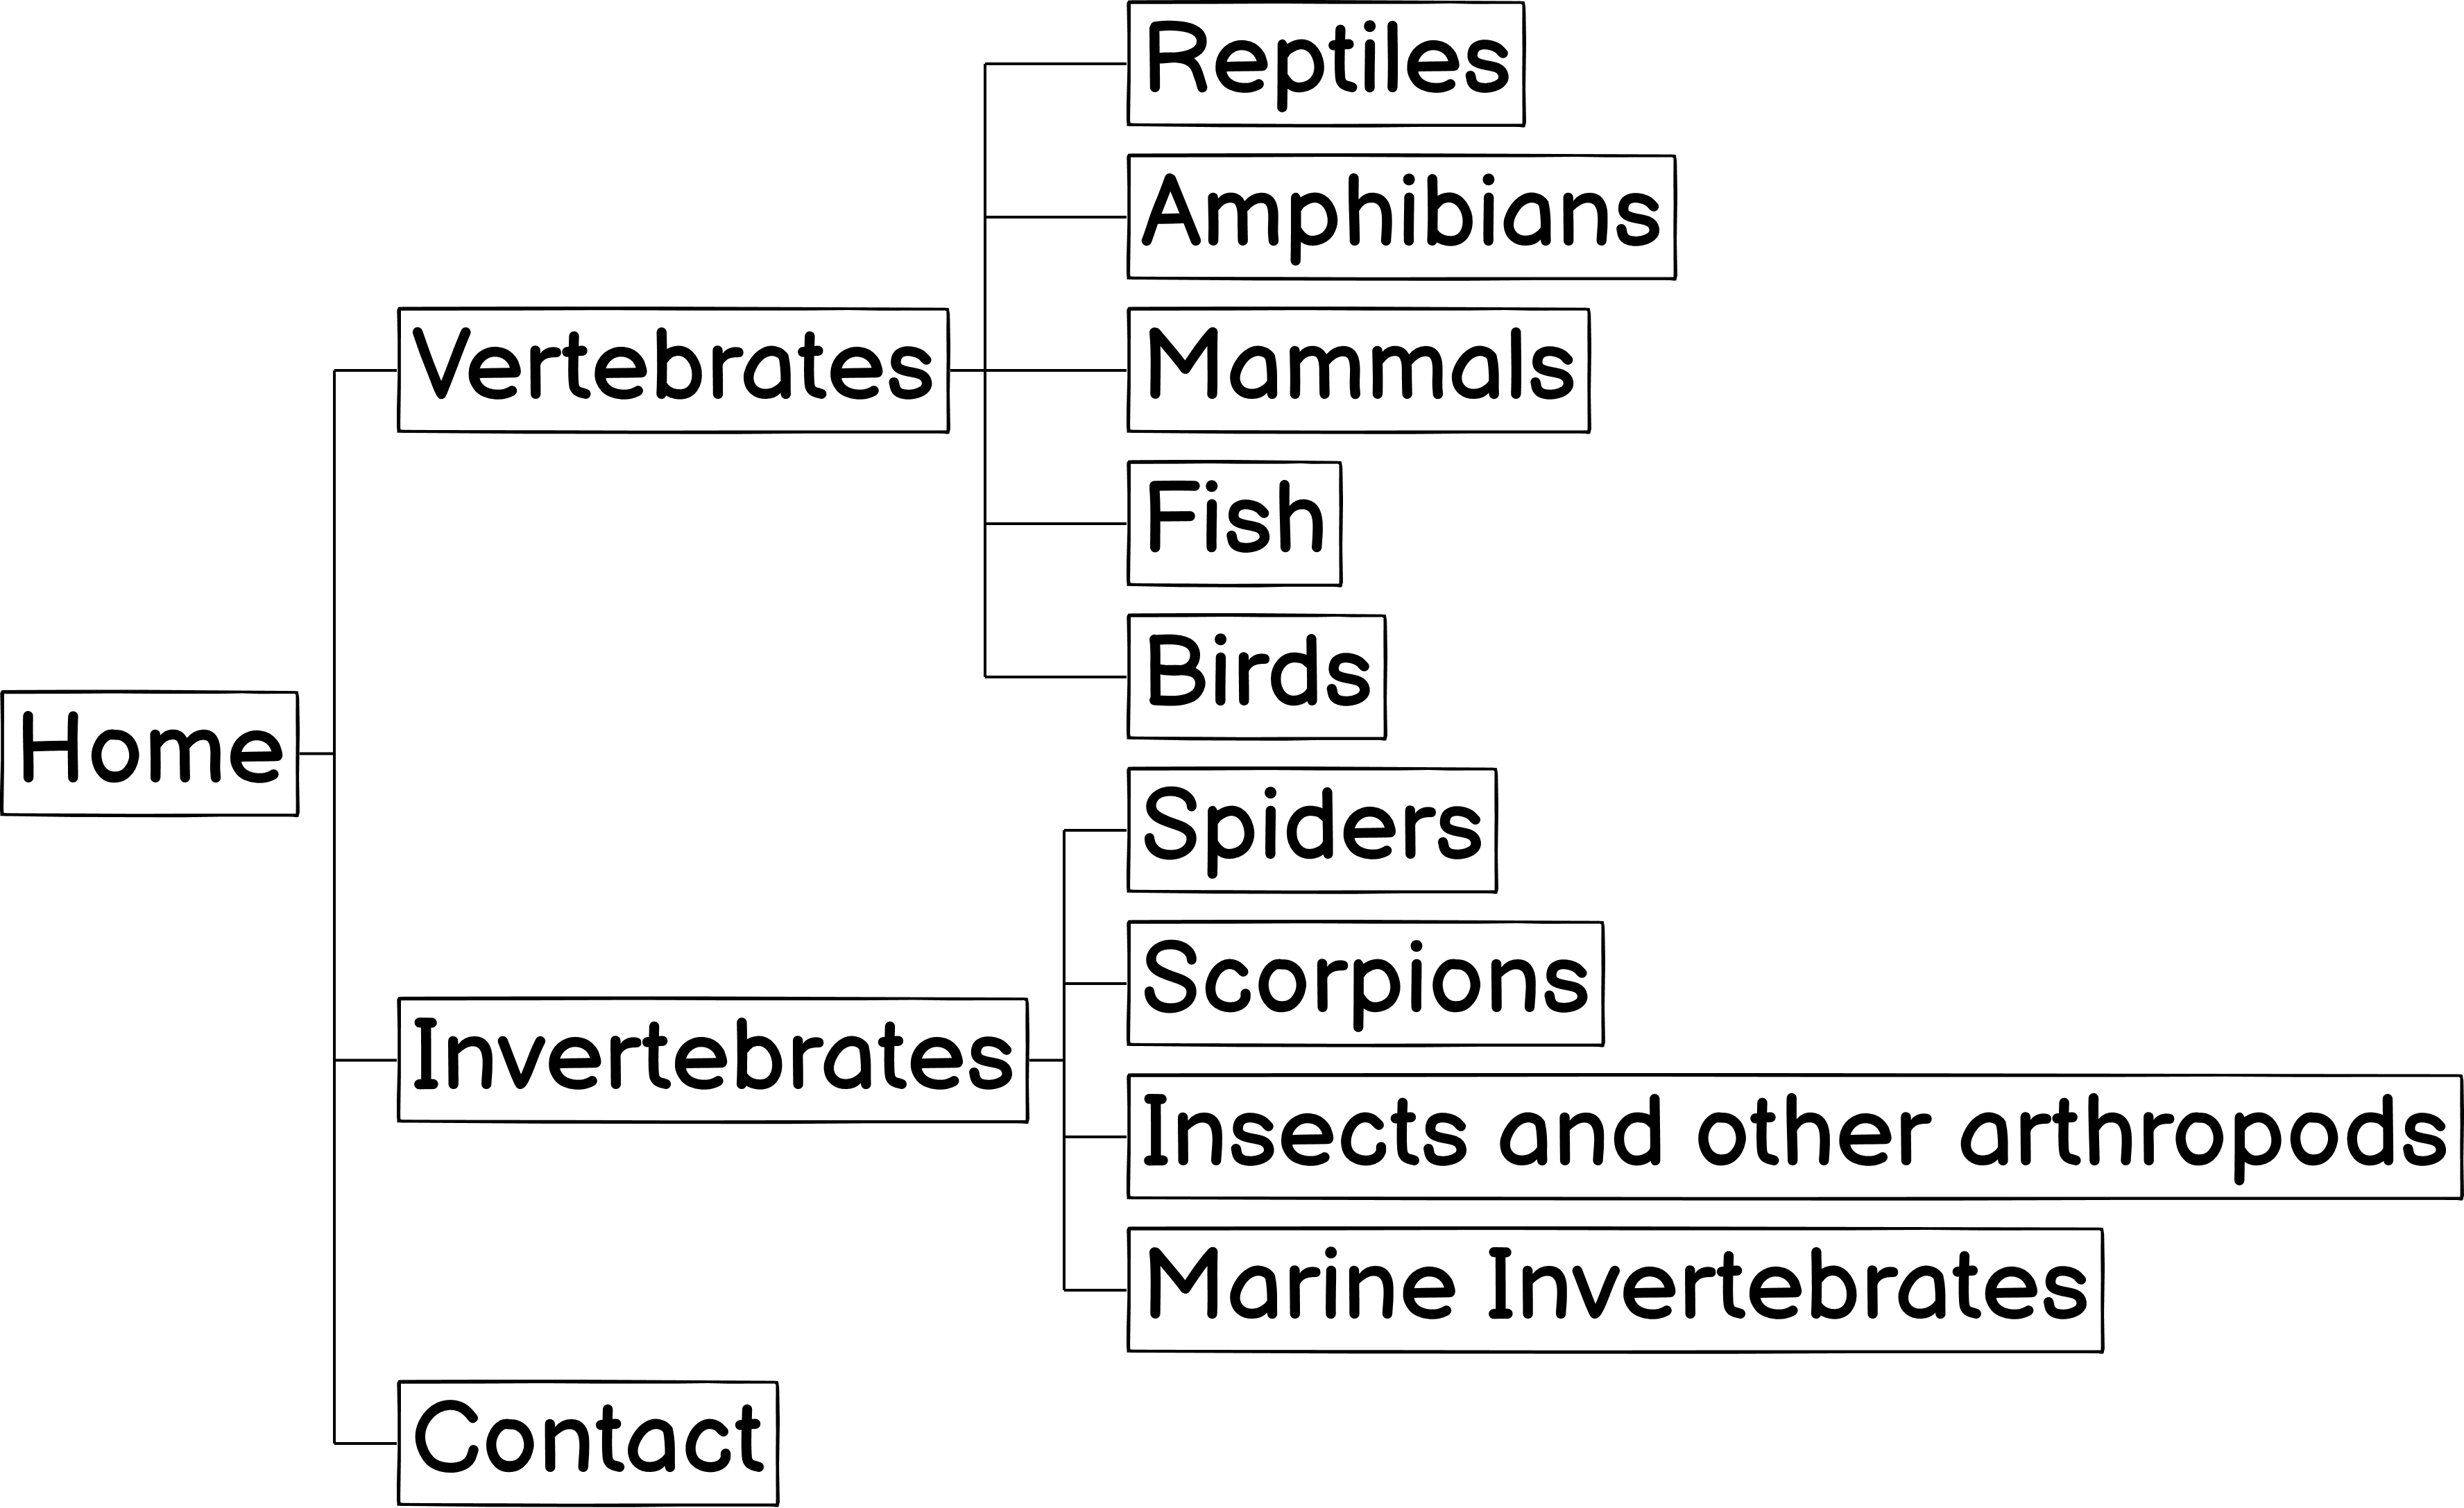 Reptiles
Amphibians
Vertebrates
Mammals
Fish
Birds
Home
Spiders
Scorpions
Invertebrates
Insects and other arthropods
Marine Invertebrates
Contact